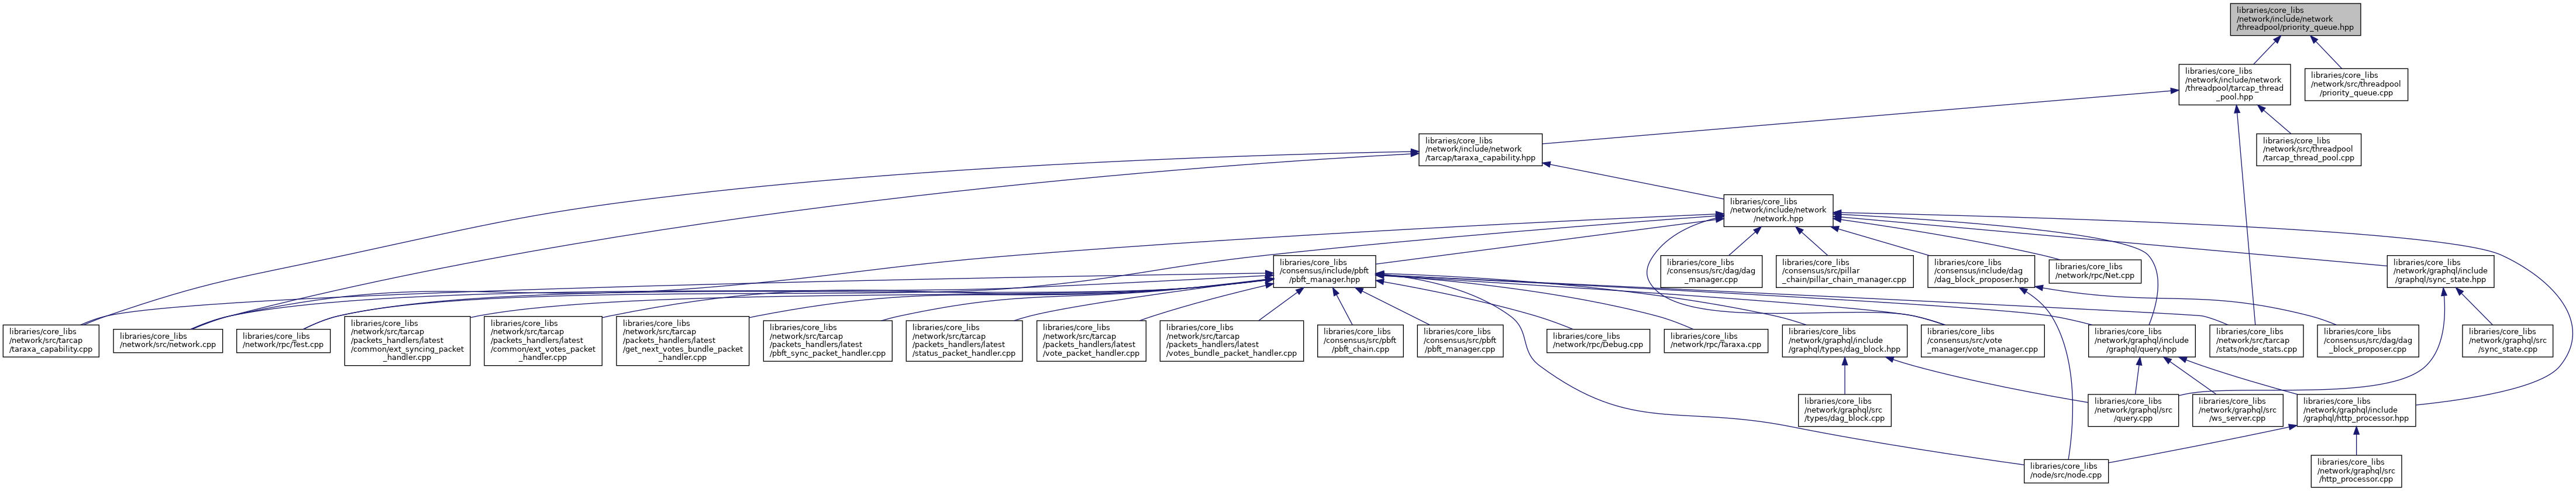 libraries/core_libs
/network/include/network
/threadpool/priority_queue.hpp
libraries/core_libs
/network/include/network
/threadpool/tarcap_thread
_pool.hpp
libraries/core_libs
/network/src/threadpool
/priority_queue.cpp
libraries/core_libs
/network/include/network
/tarcap/taraxa_capability.hpp
libraries/core_libs
/network/src/threadpool
/tarcap_thread_pool.cpp
libraries/core_libs
/network/include/network
/network.hpp
libraries/core_libs
/consensus/include/pbft
/pbft_manager.hpp
libraries/core_libs
/consensus/src/dag/dag
_manager.cpp
libraries/core_libs
/consensus/src/pillar
_chain/pillar_chain_manager.cpp
libraries/core_libs
/consensus/include/dag
/dag_block_proposer.hpp
libraries/core_libs
/network/rpc/Net.cpp
libraries/core_libs
/network/graphql/include
/graphql/sync_state.hpp
libraries/core_libs
/network/src/tarcap
/taraxa_capability.cpp
libraries/core_libs
/network/src/network.cpp
libraries/core_libs
/network/rpc/Test.cpp
libraries/core_libs
/network/src/tarcap
/packets_handlers/latest
/common/ext_syncing_packet
_handler.cpp
libraries/core_libs
/network/src/tarcap
/packets_handlers/latest
/common/ext_votes_packet
_handler.cpp
libraries/core_libs
/network/src/tarcap
/packets_handlers/latest
/get_next_votes_bundle_packet
_handler.cpp
libraries/core_libs
/network/src/tarcap
/packets_handlers/latest
/pbft_sync_packet_handler.cpp
libraries/core_libs
/network/src/tarcap
/packets_handlers/latest
/status_packet_handler.cpp
libraries/core_libs
/network/src/tarcap
/packets_handlers/latest
/vote_packet_handler.cpp
libraries/core_libs
/network/src/tarcap
/packets_handlers/latest
/votes_bundle_packet_handler.cpp
libraries/core_libs
/consensus/src/pbft
/pbft_chain.cpp
libraries/core_libs
/consensus/src/pbft
/pbft_manager.cpp
libraries/core_libs
/network/rpc/Debug.cpp
libraries/core_libs
/network/rpc/Taraxa.cpp
libraries/core_libs
/network/graphql/include
/graphql/types/dag_block.hpp
libraries/core_libs
/consensus/src/vote
_manager/vote_manager.cpp
libraries/core_libs
/network/graphql/include
/graphql/query.hpp
libraries/core_libs
/network/src/tarcap
/stats/node_stats.cpp
libraries/core_libs
/consensus/src/dag/dag
_block_proposer.cpp
libraries/core_libs
/network/graphql/src
/sync_state.cpp
libraries/core_libs
/network/graphql/src
/types/dag_block.cpp
libraries/core_libs
/network/graphql/src
/query.cpp
libraries/core_libs
/network/graphql/src
/ws_server.cpp
libraries/core_libs
/network/graphql/include
/graphql/http_processor.hpp
libraries/core_libs
/node/src/node.cpp
libraries/core_libs
/network/graphql/src
/http_processor.cpp